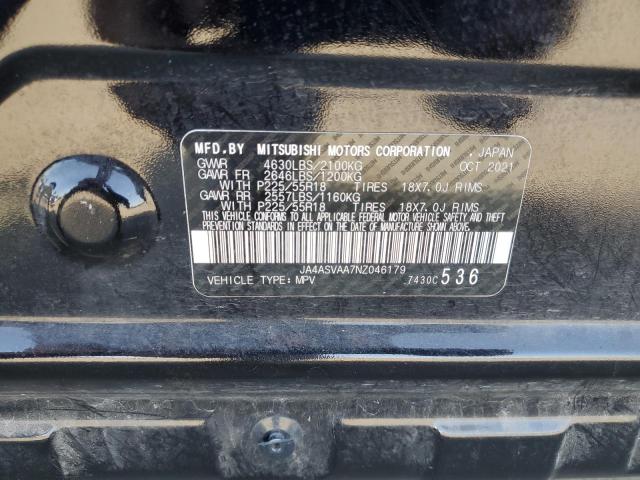 MFD.BY MITSUBISHI MOTORS CORPORATION, JAPAN
GVWR 4630LBS/2100KG OCT.2021
GAWR FR 2646LBS/1200KG
WITH P225/55R18 TIRES 18X7.0J RIMS
GAWR RR 2557LBS/1160KG
WITH P225/55R18 TIRES 18X7.0J RIMS
THIS VEHICLE CONFORMS TO ALL APPLICABLE FEDERAL MOTOR VEHICLE SAFETY AND
THEFT PREVENTION STANDARDS IN EFFECT ON THE DATE OF MANUFACTURE SHOWN ABOVE.
JA4ASVAA7NZ046179
VEHICLE TYPE: MPV 7430C536